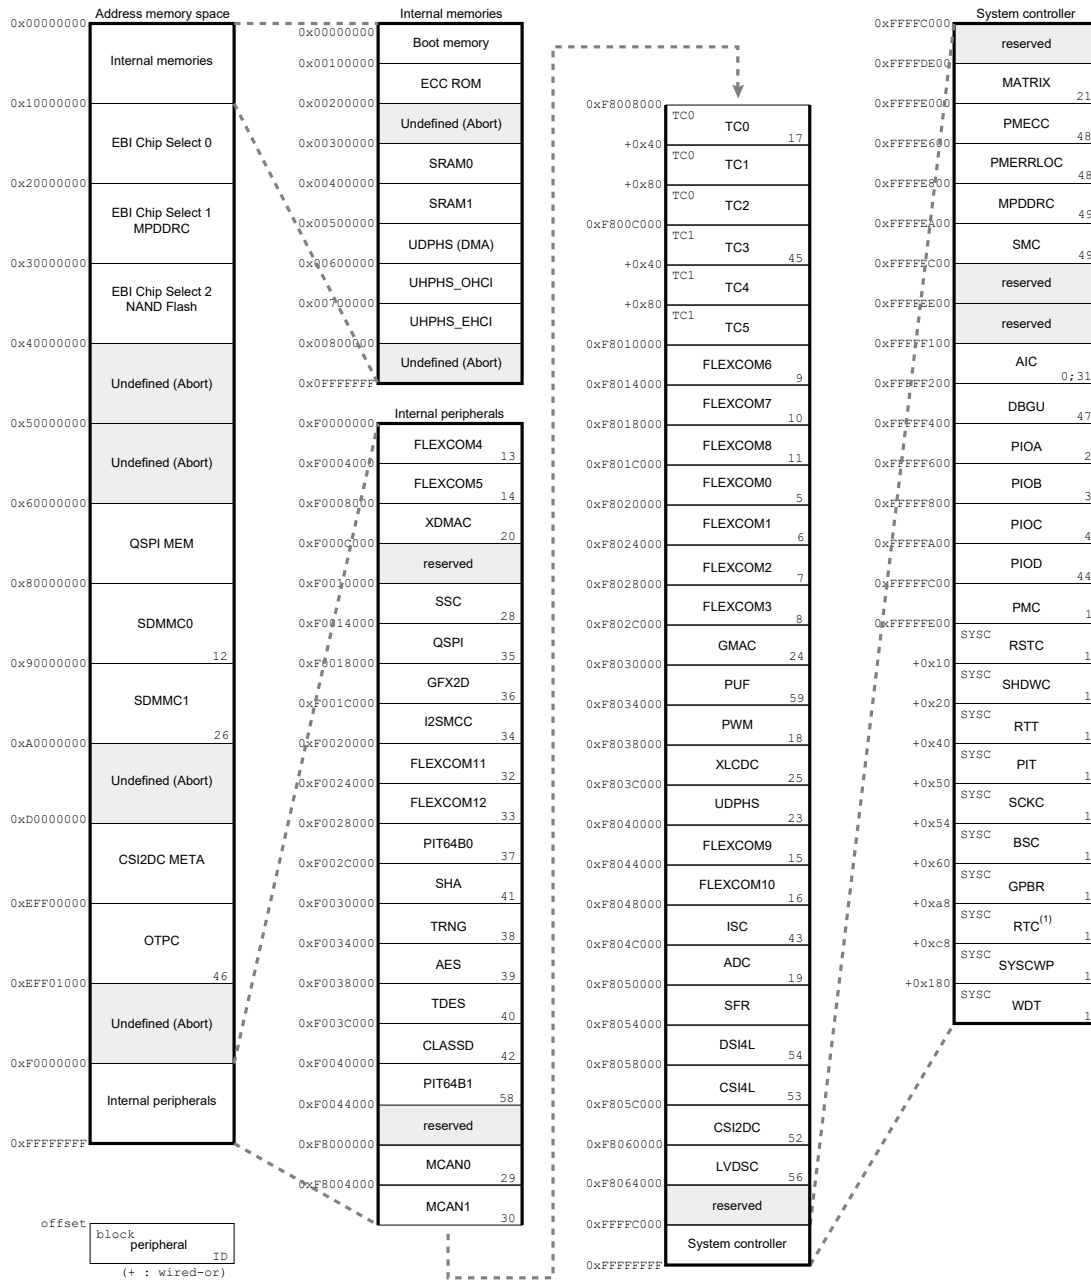 Address memory space
0x00000000
Internal memories
0x10000000
EBI Chip Select 0
0x20000000
EBI Chip Select 1
MPDDRC
0x30000000
EBI Chip Select 2
NAND Flash
0x40000000
Undefined (Abort)
0x50000000
Undefined (Abort)
0x60000000
QSPI MEM
0x80000000
SDMMC0
12
0x90000000
SDMMC1
26
0xA0000000
Undefined (Abort)
0xD0000000
CSI2DC META
0xEFF00000
OTPC
46
0xEFF01000
Undefined (Abort)
0xF0000000
Internal peripherals
0xFFFFFFFF
offset
block
peripheral
ID
(+ : wired-or)
Internal memories
0x00000000
Boot memory
0x00100000
ECC ROM
0x00200000
Undefined (Abort)
0x00300000
SRAM0
0x00400000
SRAM1
0x00500000
UDPHS (DMA)
0x00600000
UHPHS_OHCI
0x00700000
UHPHS_EHCI
0x00800000
Undefined (Abort)
0x0FFFFFFF
Internal peripherals
0xF0000000
FLEXCOM4
13
0xF0004000
FLEXCOM5
14
0xF0008000
XDMAC
20
0xF000C000
reserved
0xF0010000
SSC
28
0xF0014000
QSPI
35
0xF0018000
GFX2D
36
0xF001C000
I2SMCC
34
0xF0020000
FLEXCOM11
32
0xF0024000
FLEXCOM12
33
0xF0028000
PIT64B0
37
0xF002C000
SHA
41
0xF0030000
TRNG
38
0xF0034000
AES
39
0xF0038000
TDES
40
0xF003C000
CLASSD
42
0xF0040000
PIT64B1
58
0xF0044000
reserved
0xF8000000
MCAN0
29
0xF8004000
MCAN1
30
0xF8008000
TC0
TC0
17
+0x40
TC0
TC1
+0x80
TC0
TC2
0xF800C000
TC1
TC3
45
+0x40
TC1
TC4
+0x80
TC1
TC5
0xF8010000
FLEXCOM6
9
0xF8014000
FLEXCOM7
10
0xF8018000
FLEXCOM8
11
0xF801C000
FLEXCOM0
5
0xF8020000
FLEXCOM1
6
0xF8024000
FLEXCOM2
7
0xF8028000
FLEXCOM3
8
0xF802C000
GMAC
24
0xF8030000
PUF
59
0xF8034000
PWM
18
0xF8038000
XLCDC
25
0xF803C000
UDPHS
23
0xF8040000
FLEXCOM9
15
0xF8044000
FLEXCOM10
16
0xF8048000
ISC
43
0xF804C000
ADC
19
0xF8050000
SFR
0xF8054000
DSI4L
54
0xF8058000
CSI4L
53
0xF805C000
CSI2DC
52
0xF8060000
LVDSC
56
0xF8064000
reserved
0xFFFFC000
System controller
0xFFFFFFFF
System controller
0xFFFFC000
reserved
0xFFFFDE00
MATRIX
21
0xFFFFE000
PMECC
48
0xFFFFE600
PMERRLOC
48
0xFFFFE800
MPDDRC
49
0xFFFFEA00
SMC
49
0xFFFFEC00
reserved
0xFFFFEE00
reserved
0xFFFFF100
AIC
0;31
0xFFFFF200
DBGU
47
0xFFFFF400
PIOA
2
0xFFFFF600
PIOB
3
0xFFFFF800
PIOC
4
0xFFFFFA00
PIOD
44
0xFFFFFC00
PMC
1
0xFFFFFE00
SYSC
RSTC
1
+0x10
SYSC
SHDWC
1
+0x20
SYSC
RTT
1
+0x40
SYSC
PIT
1
+0x50
SYSC
SCKC
1
+0x54
SYSC
BSC
1
+0x60
SYSC
GPBR
1
+0xa8
SYSC
RTC(1)
1
+0xc8
SYSC
SYSCWP
1
+0x180
SYSC
WDT
1